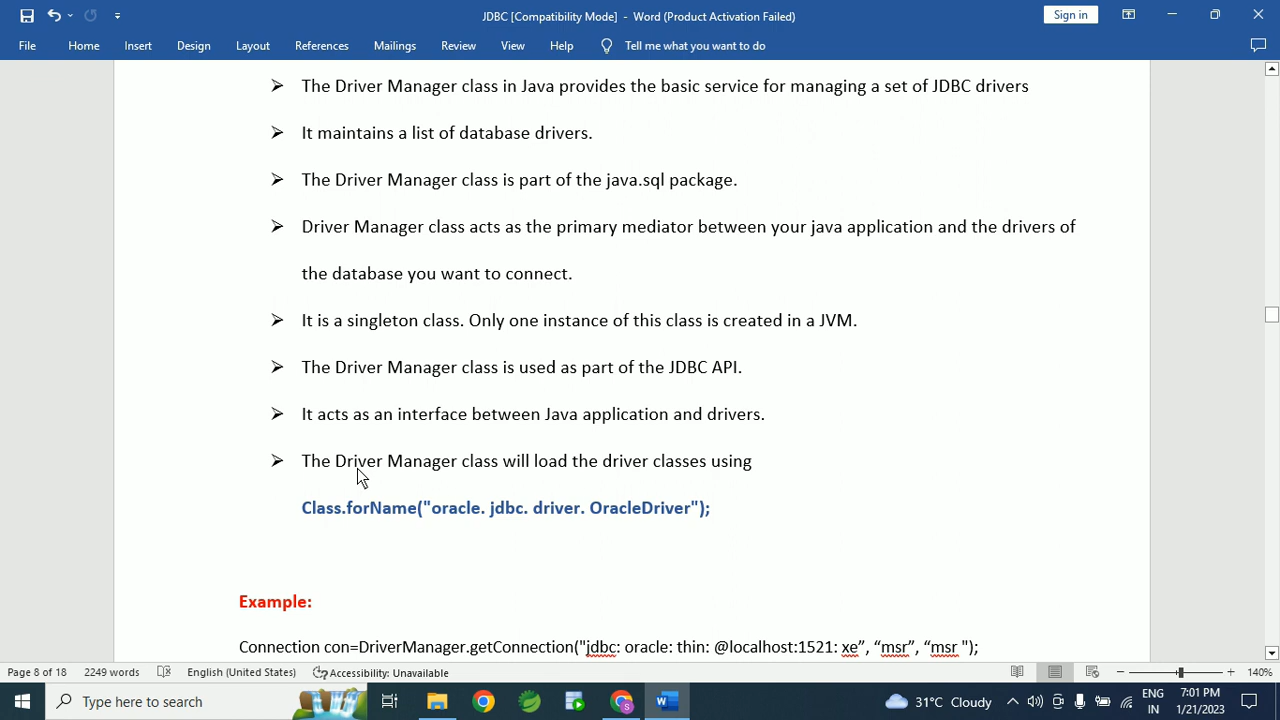 JDBC [Compatibility Mode] - Word (Product Activation Failed)
Sign in
File Home Insert Design Layout References Mailings Review View Help Tell me what you want to do
➢ The Driver Manager class in Java provides the basic service for managing a set of JDBC drivers
➢ It maintains a list of database drivers.
➢ The Driver Manager class is part of the java.sql package.
➢ Driver Manager class acts as the primary mediator between your java application and the drivers of
the database you want to connect.
➢ It is a singleton class. Only one instance of this class is created in a JVM.
➢ The Driver Manager class is used as part of the JDBC API.
➢ It acts as an interface between Java application and drivers.
➢ The Driver Manager class will load the driver classes using
Class.forName("oracle. jdbc. driver. OracleDriver");
Example:
Connection con=DriverManager.getConnection("jdbc: oracle: thin: @localhost:1521: xe”, “msr”, “msr ");
Page 8 of 18 2249 words English (United States) Accessibility: Unavailable 140%
Type here to search
31°C Cloudy
ENG
IN
7:01 PM
1/21/2023